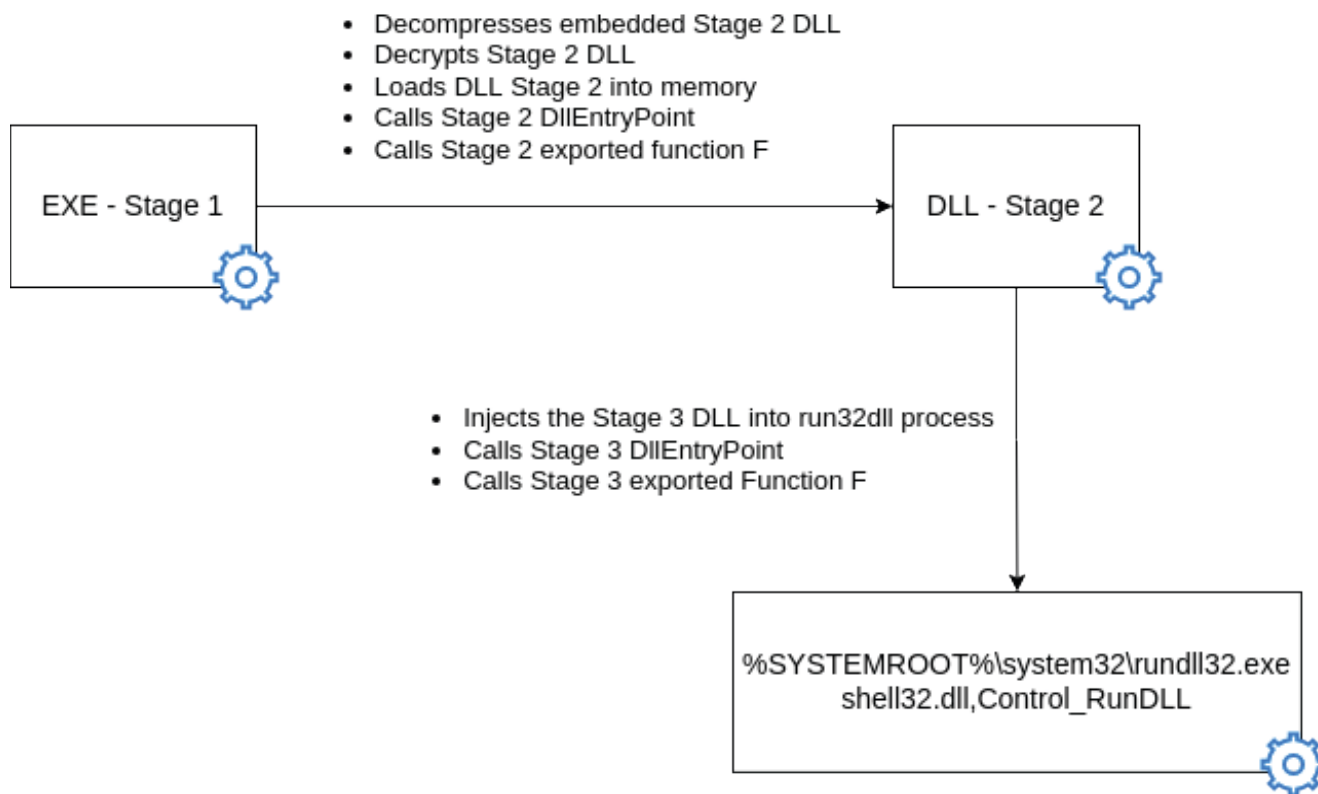 • Decompresses embedded Stage 2 DLL
• Decrypts Stage 2 DLL
• Loads DLL Stage 2 into memory
• Calls Stage 2 DllEntryPoint
• Calls Stage 2 exported function F
EXE - Stage 1
DLL - Stage 2
• Injects the Stage 3 DLL into run32dll process
• Calls Stage 3 DllEntryPoint
• Calls Stage 3 exported Function F
%SYSTEMROOT%\system32\rundll32.exe
shell32.dll,Control_RunDLL